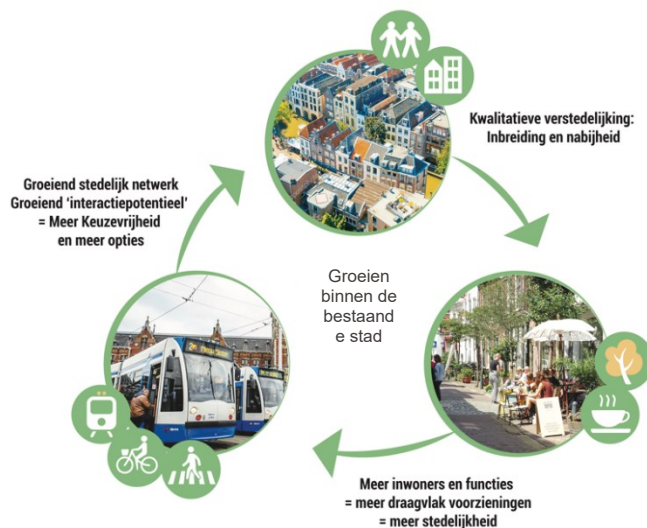 Kwalitatieve verstedelijking:
Inbreiding en nabijheid
Groeiend stedelijk netwerk
Groeiend ‘interactiepotentieel’
= Meer Keuzevrijheid
en meer opties
Groeien
binnen de
bestaand
e stad
Meer inwoners en functies
= meer draagvlak voorzieningen
= meer stedelijkheid